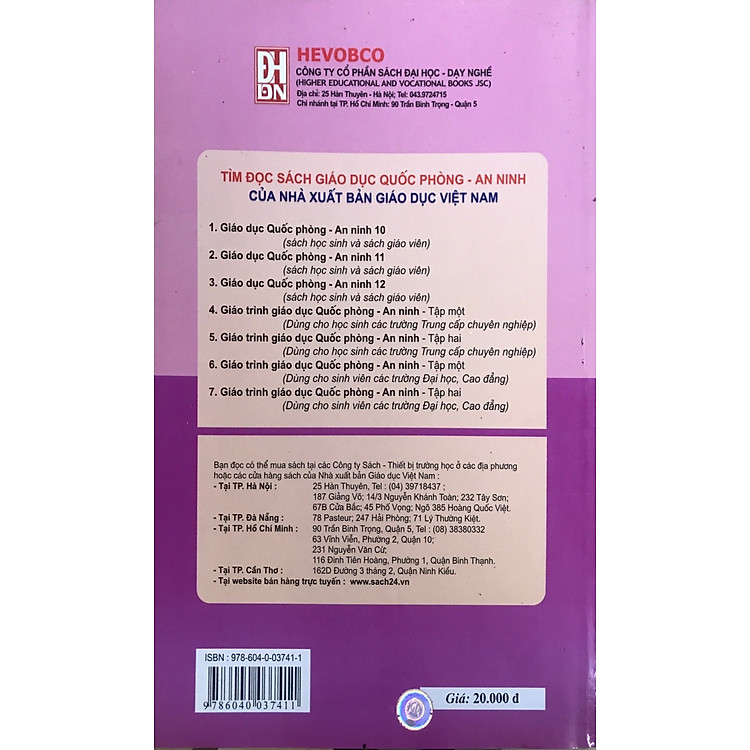 ĐH
DN
HEVOBCO
CÔNG TY CỔ PHẦN SÁCH ĐẠI HỌC - DẠY NGHỀ
(HIGHER EDUCATIONAL AND VOCATIONAL BOOKS JSC)
Địa chỉ: 25 Hàn Thuyên - Hà Nội; Tel: 043.9724715
Chi nhánh tại TP. Hồ Chí Minh: 90 Trần Bình Trọng - Quận 5
TÌM ĐỌC SÁCH GIÁO DỤC QUỐC PHÒNG - AN NINH
CỦA NHÀ XUẤT BẢN GIÁO DỤC VIỆT NAM
1. Giáo dục Quốc phòng - An ninh 10
(sách học sinh và sách giáo viên)
2. Giáo dục Quốc phòng - An ninh 11
(sách học sinh và sách giáo viên)
3. Giáo dục Quốc phòng - An ninh 12
(sách học sinh và sách giáo viên)
4. Giáo trình giáo dục Quốc phòng - An ninh - Tập một
(Dùng cho học sinh các trường Trung cấp chuyên nghiệp)
5. Giáo trình giáo dục Quốc phòng - An ninh - Tập hai
(Dùng cho học sinh các trường Trung cấp chuyên nghiệp)
6. Giáo trình giáo dục Quốc phòng - An ninh - Tập một
(Dùng cho sinh viên các trường Đại học, Cao đẳng)
7. Giáo trình giáo dục Quốc phòng - An ninh - Tập hai
(Dùng cho sinh viên các trường Đại học, Cao đẳng)
Bạn đọc có thể mua sách tại các Công ty Sách - Thiết bị trường học ở các địa phương
hoặc các cửa hàng sách của Nhà xuất bản Giáo dục Việt Nam :
- Tại TP. Hà Nội : 25 Hàn Thuyên, Tel : (04) 39718437 ;
187 Giảng Võ; 14/3 Nguyễn Khánh Toàn; 232 Tây Sơn;
67B Cửa Bắc; 45 Phố Vọng; Ngõ 385 Hoàng Quốc Việt.
- Tại TP. Đà Nẵng : 78 Pasteur; 247 Hải Phòng; 71 Lý Thường Kiệt.
- Tại TP. Hồ Chí Minh : 90 Trần Bình Trọng, Quận 5, Tel : (08) 38380332
63 Vĩnh Viễn, Phường 2, Quận 10;
231 Nguyễn Văn Cừ;
116 Đinh Tiên Hoàng, Phường 1, Quận Bình Thạnh.
- Tại TP. Cần Thơ : 162D Đường 3 tháng 2, Quận Ninh Kiều.
- Tại website bán hàng trực tuyến : www.sach24.vn
ISBN : 978-604-0-03741-1
9 786040 037411
Giá: 20.000 đ